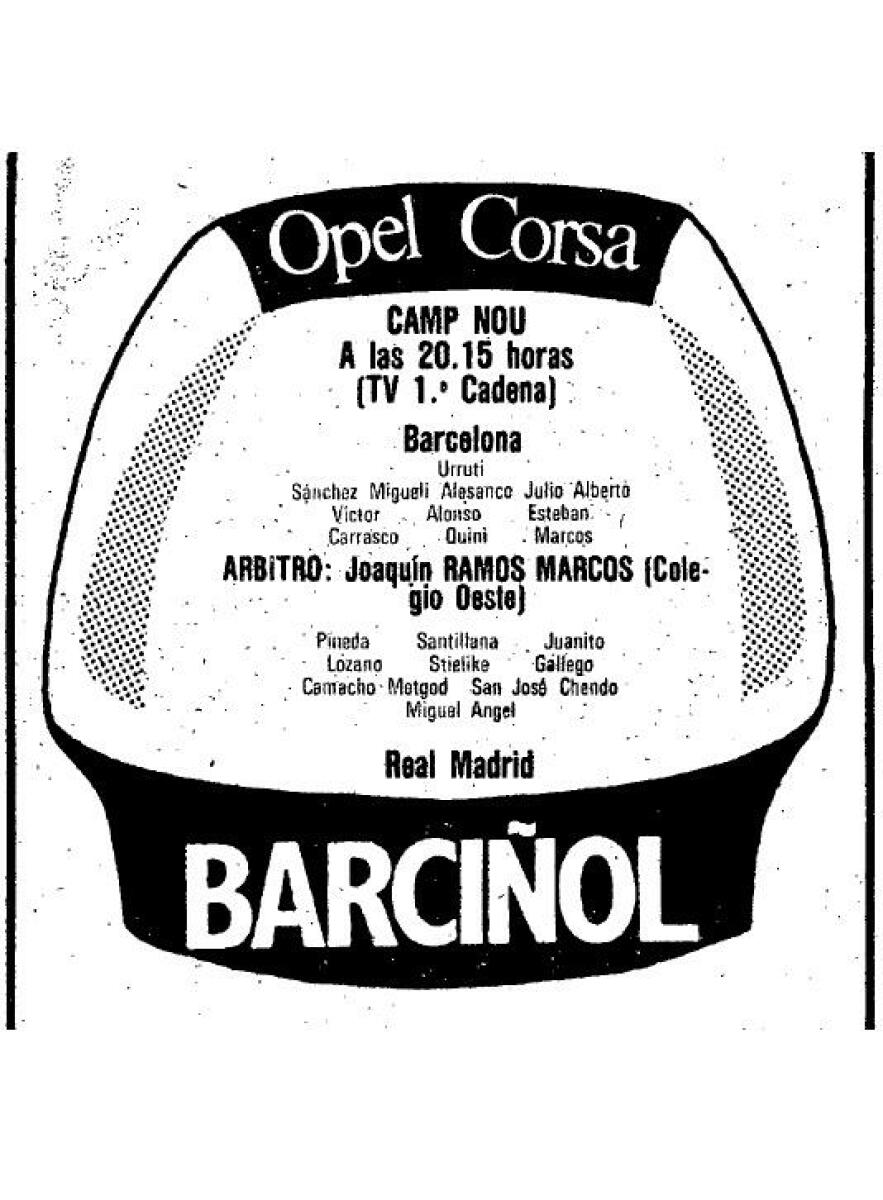 Opel Corsa
CAMP NOU
A las 20.15 horas
(TV 1.ª Cadena)
Barcelona
Urruti
Sánchez Migueli Alesanco Julio Alberto
Víctor Alonso Esteban
Carrasco Quini Marcos
ARBITRO: Joaquín RAMOS MARCOS (Cole-
gio Oeste)
Pineda Santillana Juanito
Lozano Stielike Gallego
Camacho Metgod San José Chendo
Miguel Angel
Real Madrid
BARCIÑOL